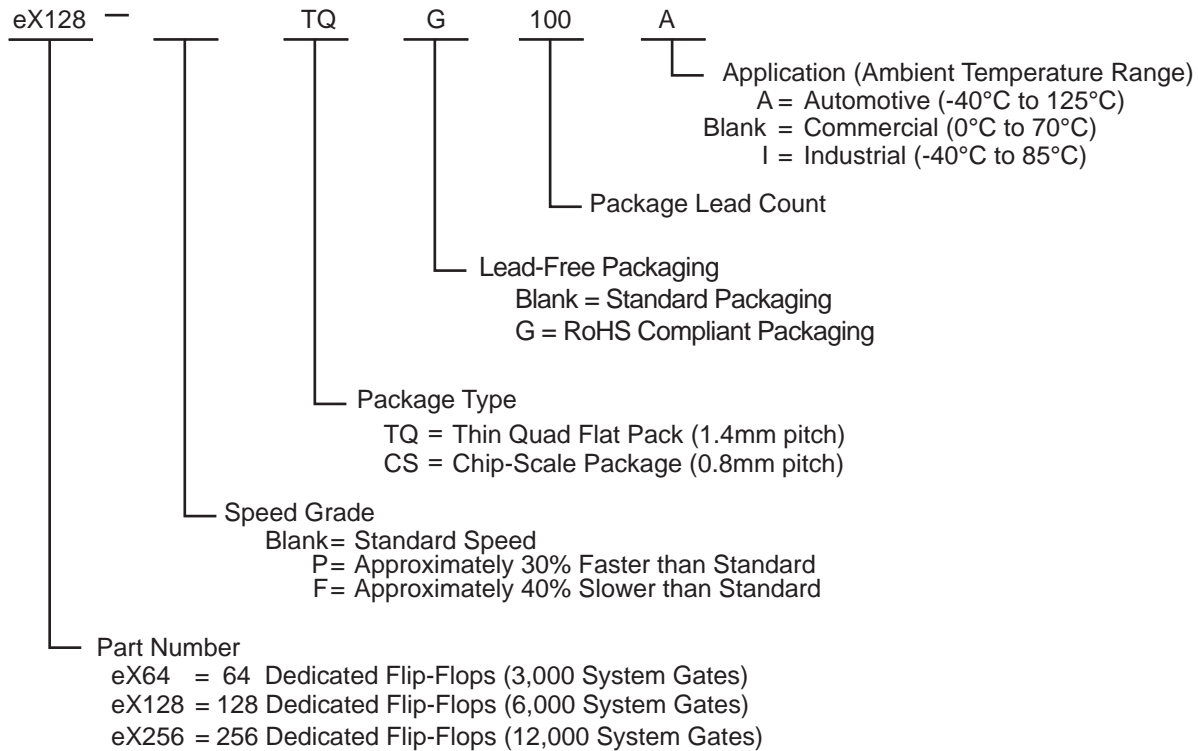 eX128 – TQ G 100 A
Application (Ambient Temperature Range)
A = Automotive (-40°C to 125°C)
Blank = Commercial (0°C to 70°C)
I = Industrial (-40°C to 85°C)
Package Lead Count
Lead-Free Packaging
Blank = Standard Packaging
G = RoHS Compliant Packaging
Package Type
TQ = Thin Quad Flat Pack (1.4mm pitch)
CS = Chip-Scale Package (0.8mm pitch)
Speed Grade
Blank= Standard Speed
P= Approximately 30% Faster than Standard
F= Approximately 40% Slower than Standard
Part Number
eX64 = 64 Dedicated Flip-Flops (3,000 System Gates)
eX128 = 128 Dedicated Flip-Flops (6,000 System Gates)
eX256 = 256 Dedicated Flip-Flops (12,000 System Gates)